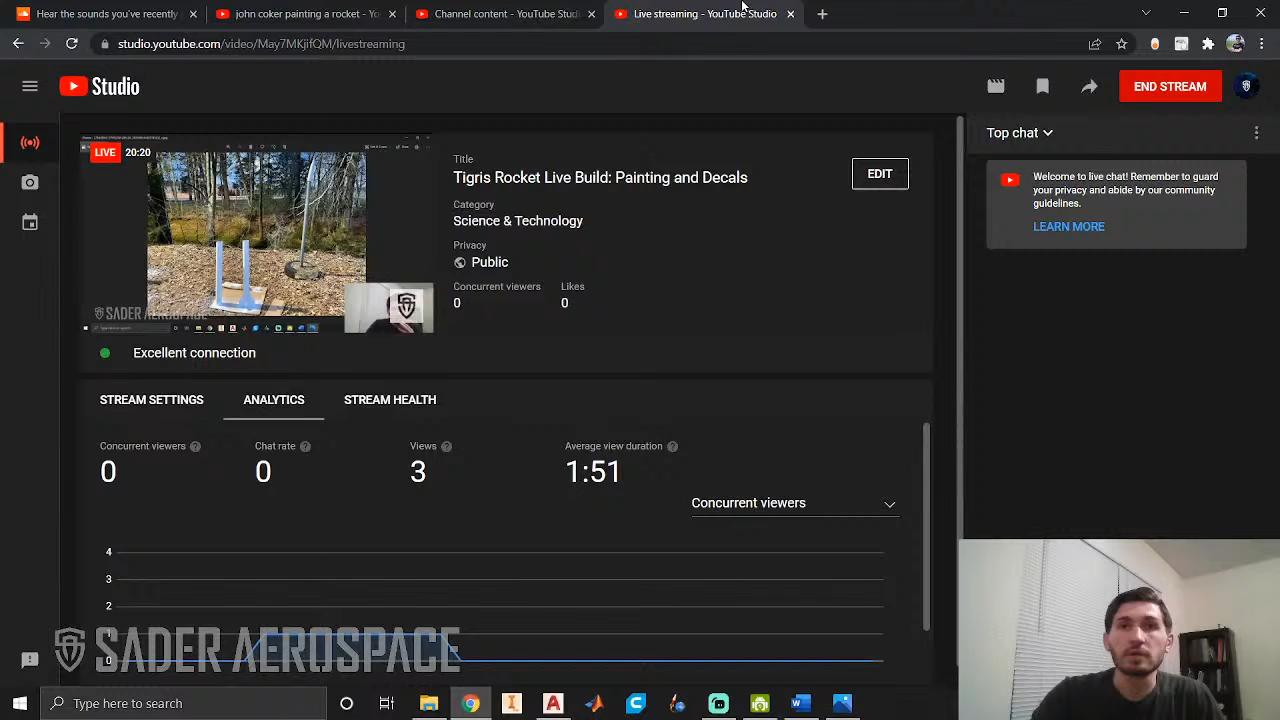 Hear the sounds you've recently
john coker painting a rocket - Yo
Channel content - YouTube Studi
Live streaming - YouTube Studio
studio.youtube.com/video/May7MKjifQM/livestreaming
Studio
END STREAM
LIVE 20:20
SADER AEROSPACE
Title
Tigris Rocket Live Build: Painting and Decals
EDIT
Category
Science & Technology
Privacy
Public
Concurrent viewers Likes
0 0
Excellent connection
Top chat
Welcome to live chat! Remember to guard
your privacy and abide by our community
guidelines.
LEARN MORE
STREAM SETTINGS ANALYTICS STREAM HEALTH
Concurrent viewers Chat rate Views Average view duration
0 0 3 1:51
Concurrent viewers
4
3
2
1
0
SADER AEROSPACE
Type here to search